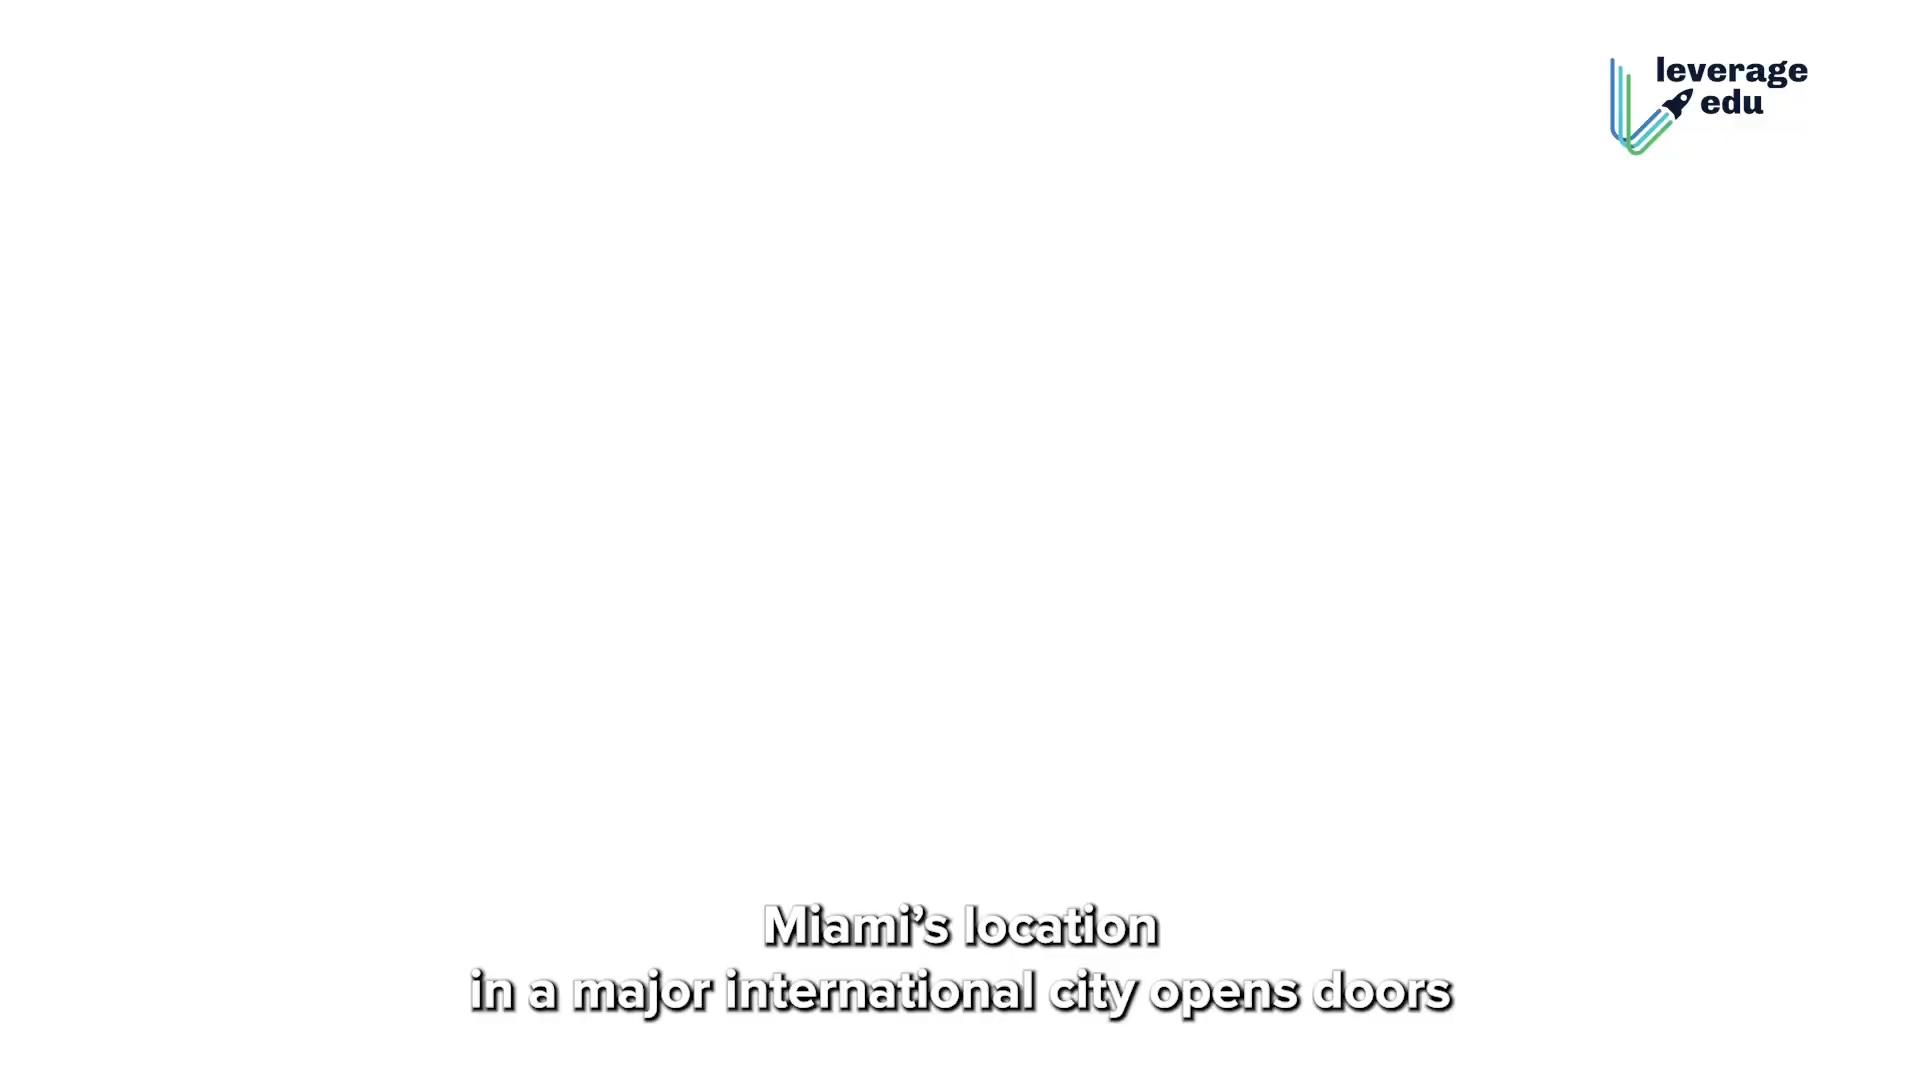 leverage
edu
Miami’s location
in a major international city opens doors